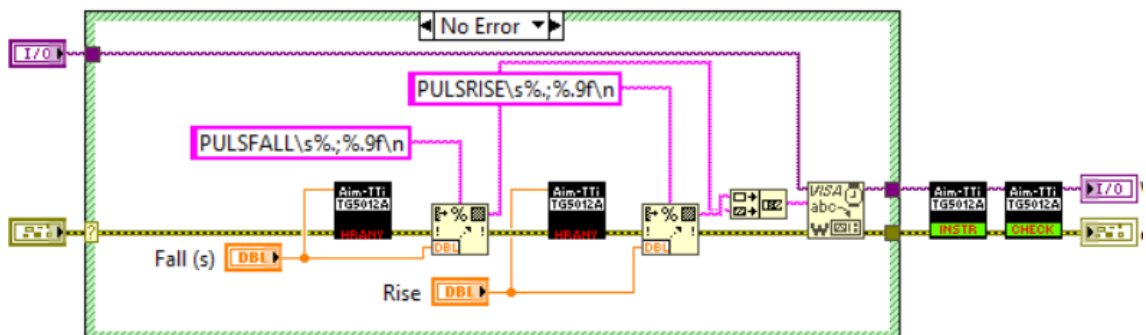 No Error
I/O
PULSRISE\s%.;%.9f\n
PULSFALL\s%.;%.9f\n
Aim-TTi
TG5012A
HRANY
Aim-TTi
TG5012A
HRANY
VISA
abc
W
I/O
Aim-TTi
TG5012A
INSTR
Aim-TTi
TG5012A
CHECK
%
DBL
%
DBL
?
Fall (s)
DBL
Rise
DBL